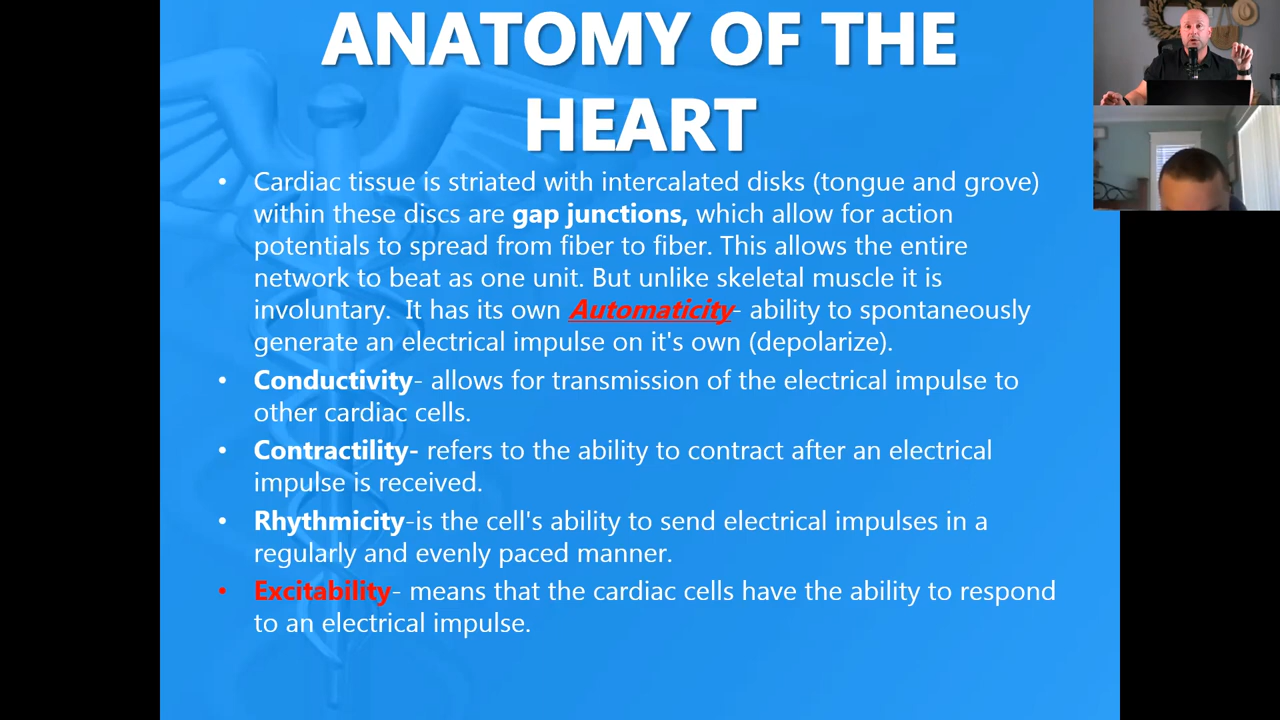 ANATOMY OF THE
HEART
• Cardiac tissue is striated with intercalated disks (tongue and grove)
within these discs are gap junctions, which allow for action
potentials to spread from fiber to fiber. This allows the entire
network to beat as one unit. But unlike skeletal muscle it is
involuntary.  It has its own Automaticity- ability to spontaneously
generate an electrical impulse on it's own (depolarize).
• Conductivity- allows for transmission of the electrical impulse to
other cardiac cells.
• Contractility- refers to the ability to contract after an electrical
impulse is received.
• Rhythmicity-is the cell's ability to send electrical impulses in a
regularly and evenly paced manner.
• Excitability- means that the cardiac cells have the ability to respond
to an electrical impulse.